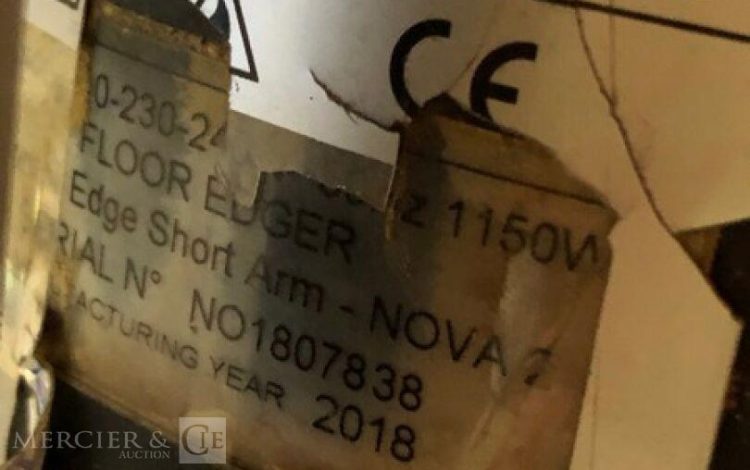 CE
0-230-24 z 1150W
FLOOR EDGER
Edge Short Arm - NOVA 2
RIAL N° NO1807838
ACTURING YEAR 2018
MERCIER & CIE
AUCTION